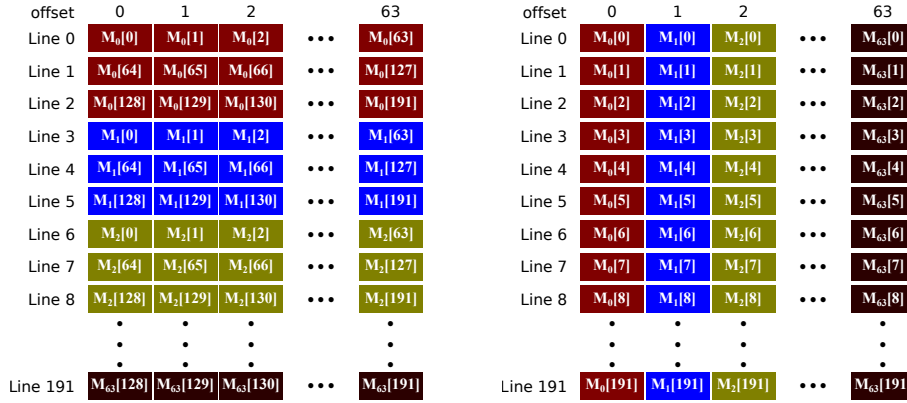 offset 0 1 2 63
Line 0 M₀[0] M₀[1] M₀[2] ••• M₀[63]
Line 1 M₀[64] M₀[65] M₀[66] ••• M₀[127]
Line 2 M₀[128] M₀[129] M₀[130] ••• M₀[191]
Line 3 M₁[0] M₁[1] M₁[2] ••• M₁[63]
Line 4 M₁[64] M₁[65] M₁[66] ••• M₁[127]
Line 5 M₁[128] M₁[129] M₁[130] ••• M₁[191]
Line 6 M₂[0] M₂[1] M₂[2] ••• M₂[63]
Line 7 M₂[64] M₂[65] M₂[66] ••• M₂[127]
Line 8 M₂[128] M₂[129] M₂[130] ••• M₂[191]
Line 191 M₆₃[128] M₆₃[129] M₆₃[130] ••• M₆₃[191]
offset 0 1 2 63
Line 0 M₀[0] M₁[0] M₂[0] ••• M₆₃[0]
Line 1 M₀[1] M₁[1] M₂[1] ••• M₆₃[1]
Line 2 M₀[2] M₁[2] M₂[2] ••• M₆₃[2]
Line 3 M₀[3] M₁[3] M₂[3] ••• M₆₃[3]
Line 4 M₀[4] M₁[4] M₂[4] ••• M₆₃[4]
Line 5 M₀[5] M₁[5] M₂[5] ••• M₆₃[5]
Line 6 M₀[6] M₁[6] M₂[6] ••• M₆₃[6]
Line 7 M₀[7] M₁[7] M₂[7] ••• M₆₃[7]
Line 8 M₀[8] M₁[8] M₂[8] ••• M₆₃[8]
Line 191 M₀[191] M₁[191] M₂[191] ••• M₆₃[191]